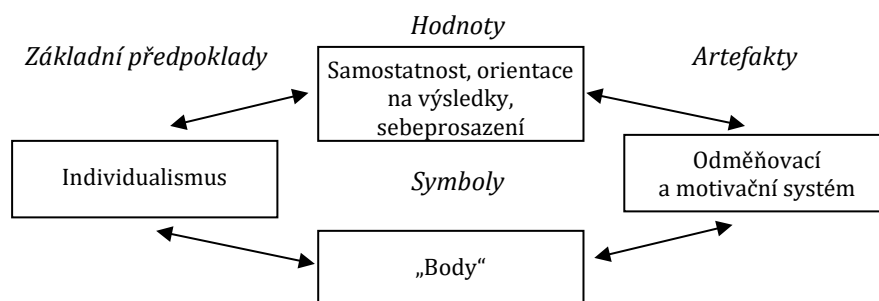 Hodnoty
Základní předpoklady
Artefakty
Samostatnost, orientace
na výsledky,
sebeprosazení
Individualismus
Symboly
Odměňovací
a motivační systém
„Body“